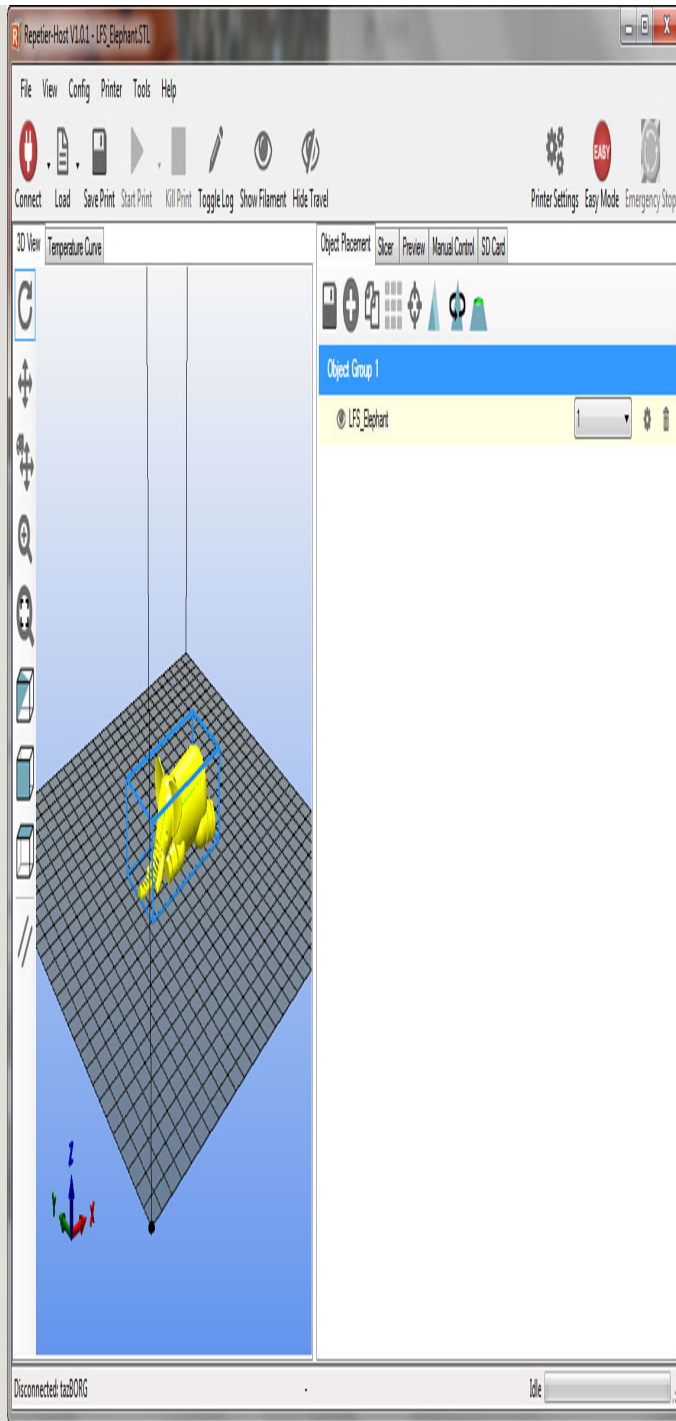 Repetier-Host V1.0.1 - LFS_Elephant.STL
File View Config Printer Tools Help
Connect Load Save Print Start Print Kill Print Toggle Log Show Filament Hide Travel Printer Settings Easy Mode Emergency Stop
EASY
3D View Temperature Curve Object Placement Slicer Preview Manual Control SD Card
Object Group 1
LFS_Elephant 1
Z
Y X
Disconnected: tazBORG - Idle